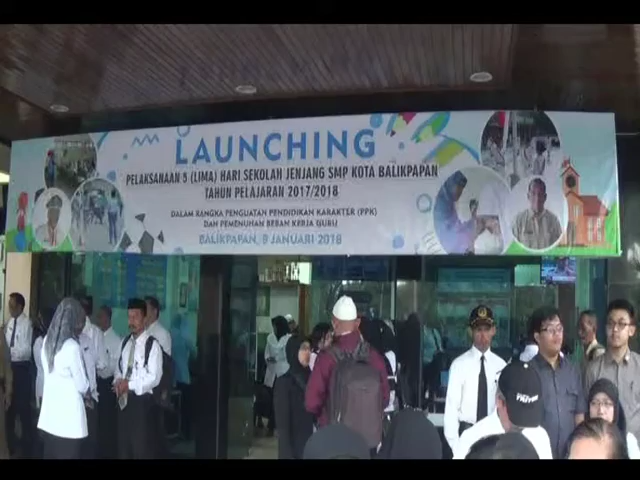 LAUNCHING
PELAKSANAAN 5 (LIMA) HARI SEKOLAH JENJANG SMP KOTA BALIKPAPAN
TAHUN PELAJARAN 2017/2018
DALAM RANGKA PENGUATAN PENDIDIKAN KARAKTER (PPK)
DAN PEMENUHAN BEBAN KERJA GURU
BALIKPAPAN, 9 JANUARI 2018